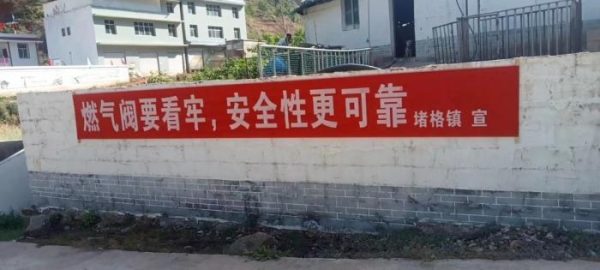 燃气阀要看牢，安全性更可靠 堵格镇 宣